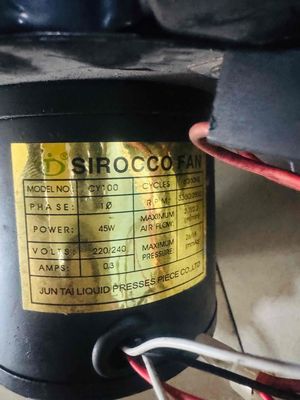 SIROCCO FAN
MODEL NO. CY100 CYCLES
PHASE: 1Ø R.P.M.
POWER: 45W MAXIMUM AIR FLOW:
VOLTS: 220/240 MAXIMUM PRESSURE:
AMPS: 0.3
JUN TAI LIQUID PRESSES PIECE CO.,LTD